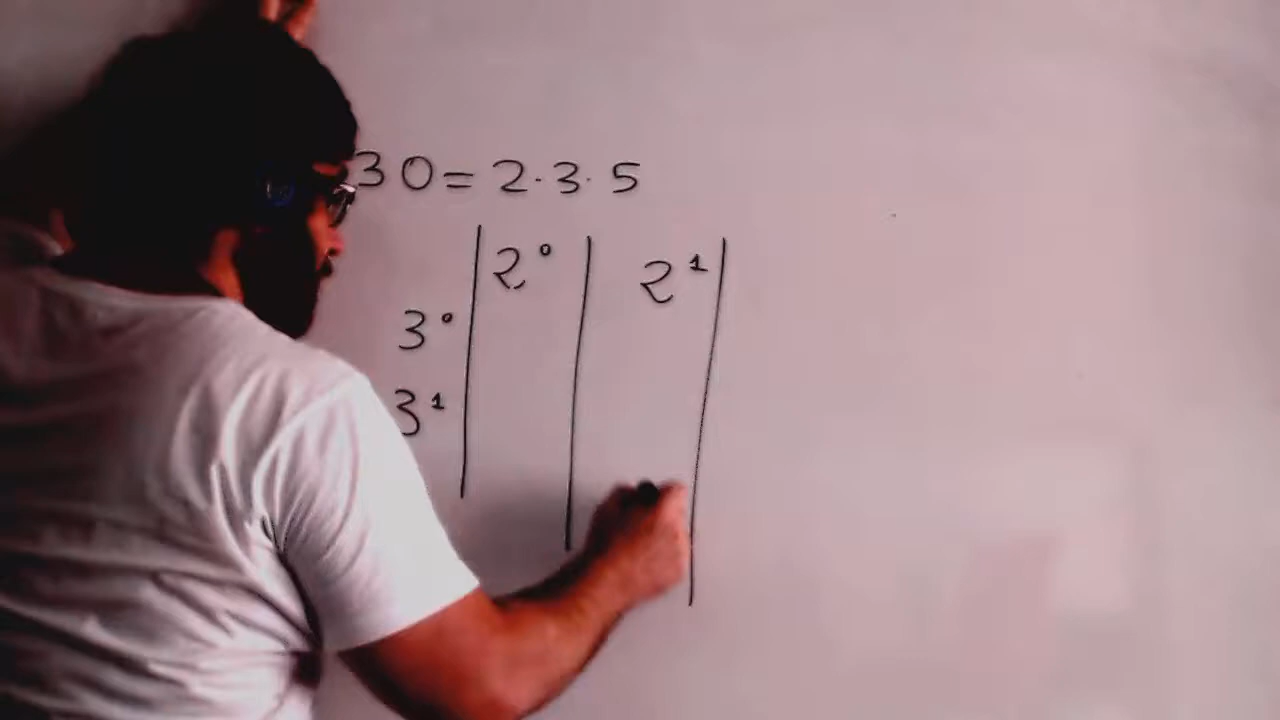 30 = 2·3·5
2⁰ 2¹
3⁰
3¹